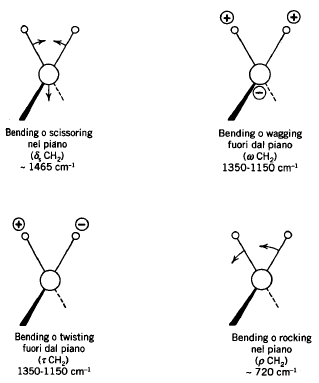 ⊕ ⊕
⊖
Bending o scissoring
nel piano
(δs CH₂)
~ 1465 cm⁻¹
Bending o wagging
fuori dal piano
(ω CH₂)
1350-1150 cm⁻¹
⊕ ⊖
Bending o twisting
fuori dal piano
(τ CH₂)
1350-1150 cm⁻¹
Bending o rocking
nel piano
(ρ CH₂)
~ 720 cm⁻¹